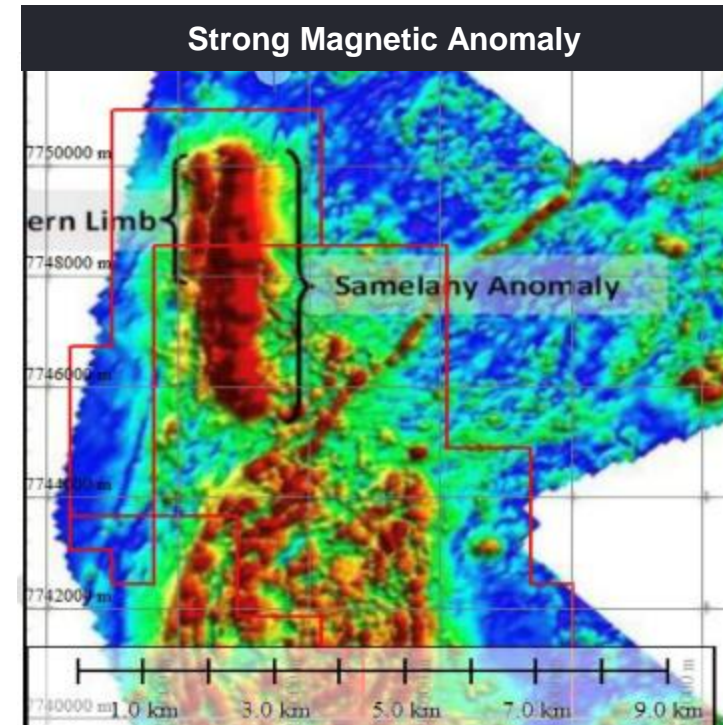 Strong Magnetic Anomaly
7750000 m
ern Limb
7748000 m
Samelahy Anomaly
7746000 m
7744000 m
7742000 m
7740000 m
1.0 km 3.0 km 5.0 km 7.0 km 9.0 km